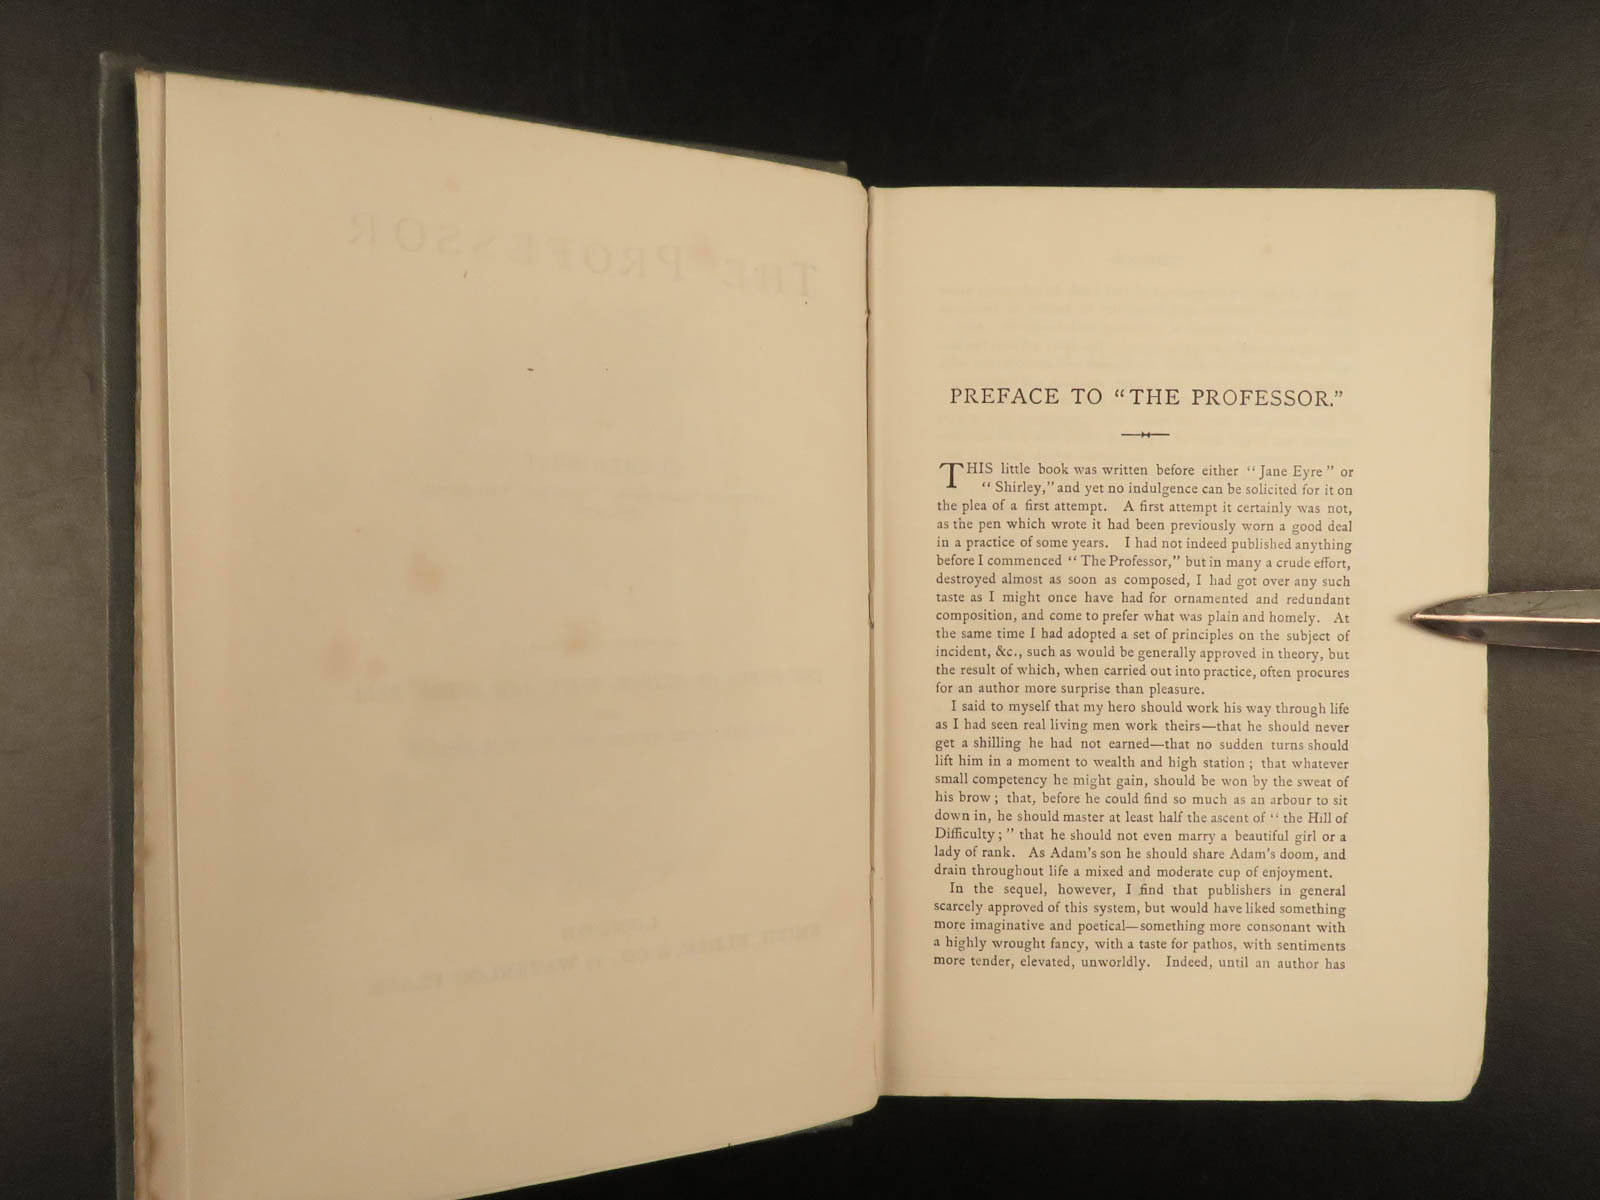 THE PROFESSOR
LONDON
SMITH, ELDER, & CO., WATERLOO PLACE
PREFACE TO “THE PROFESSOR.”
THIS little book was written before either “Jane Eyre” or
“Shirley,” and yet no indulgence can be solicited for it on
the plea of a first attempt. A first attempt it certainly was not,
as the pen which wrote it had been previously worn a good deal
in a practice of some years. I had not indeed published anything
before I commenced “The Professor,” but in many a crude effort,
destroyed almost as soon as composed, I had got over any such
taste as I might once have had for ornamented and redundant
composition, and come to prefer what was plain and homely. At
the same time I had adopted a set of principles on the subject of
incident, &c., such as would be generally approved in theory, but
the result of which, when carried out into practice, often procures
for an author more surprise than pleasure.
I said to myself that my hero should work his way through life
as I had seen real living men work theirs—that he should never
get a shilling he had not earned—that no sudden turns should
lift him in a moment to wealth and high station ; that whatever
small competency he might gain, should be won by the sweat of
his brow ; that, before he could find so much as an arbour to sit
down in, he should master at least half the ascent of “ the Hill of
Difficulty ; ” that he should not even marry a beautiful girl or a
lady of rank. As Adam’s son he should share Adam’s doom, and
drain throughout life a mixed and moderate cup of enjoyment.
In the sequel, however, I find that publishers in general
scarcely approved of this system, but would have liked something
more imaginative and poetical—something more consonant with
a highly wrought fancy, with a taste for pathos, with sentiments
more tender, elevated, unworldly. Indeed, until an author has